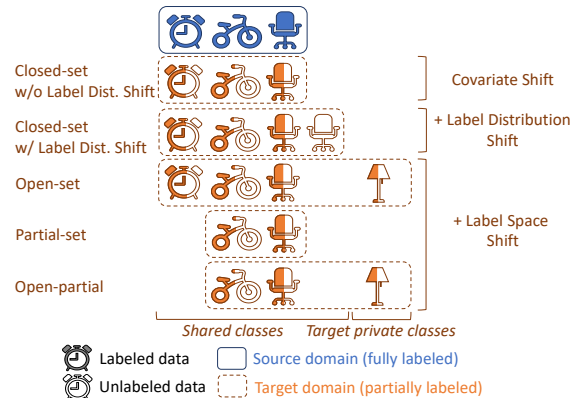 Closed-set
w/o Label Dist. Shift
Covariate Shift
Closed-set
w/ Label Dist. Shift
+ Label Distribution
Shift
Open-set
Partial-set
+ Label Space
Shift
Open-partial
Shared classes
Target private classes
Labeled data
Source domain (fully labeled)
Unlabeled data
Target domain (partially labeled)